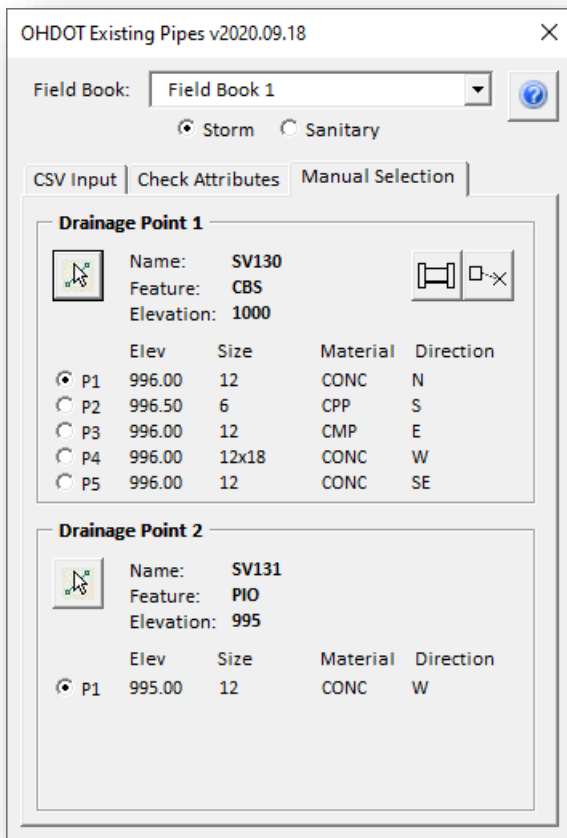 OHDOT Existing Pipes v2020.09.18
Field Book: Field Book 1
Storm Sanitary
CSV Input Check Attributes Manual Selection
Drainage Point 1
Name: SV130
Feature: CBS
Elevation: 1000
Elev Size Material Direction
P1 996.00 12 CONC N
P2 996.50 6 CPP S
P3 996.00 12 CMP E
P4 996.00 12x18 CONC W
P5 996.00 12 CONC SE
Drainage Point 2
Name: SV131
Feature: PIO
Elevation: 995
Elev Size Material Direction
P1 995.00 12 CONC W